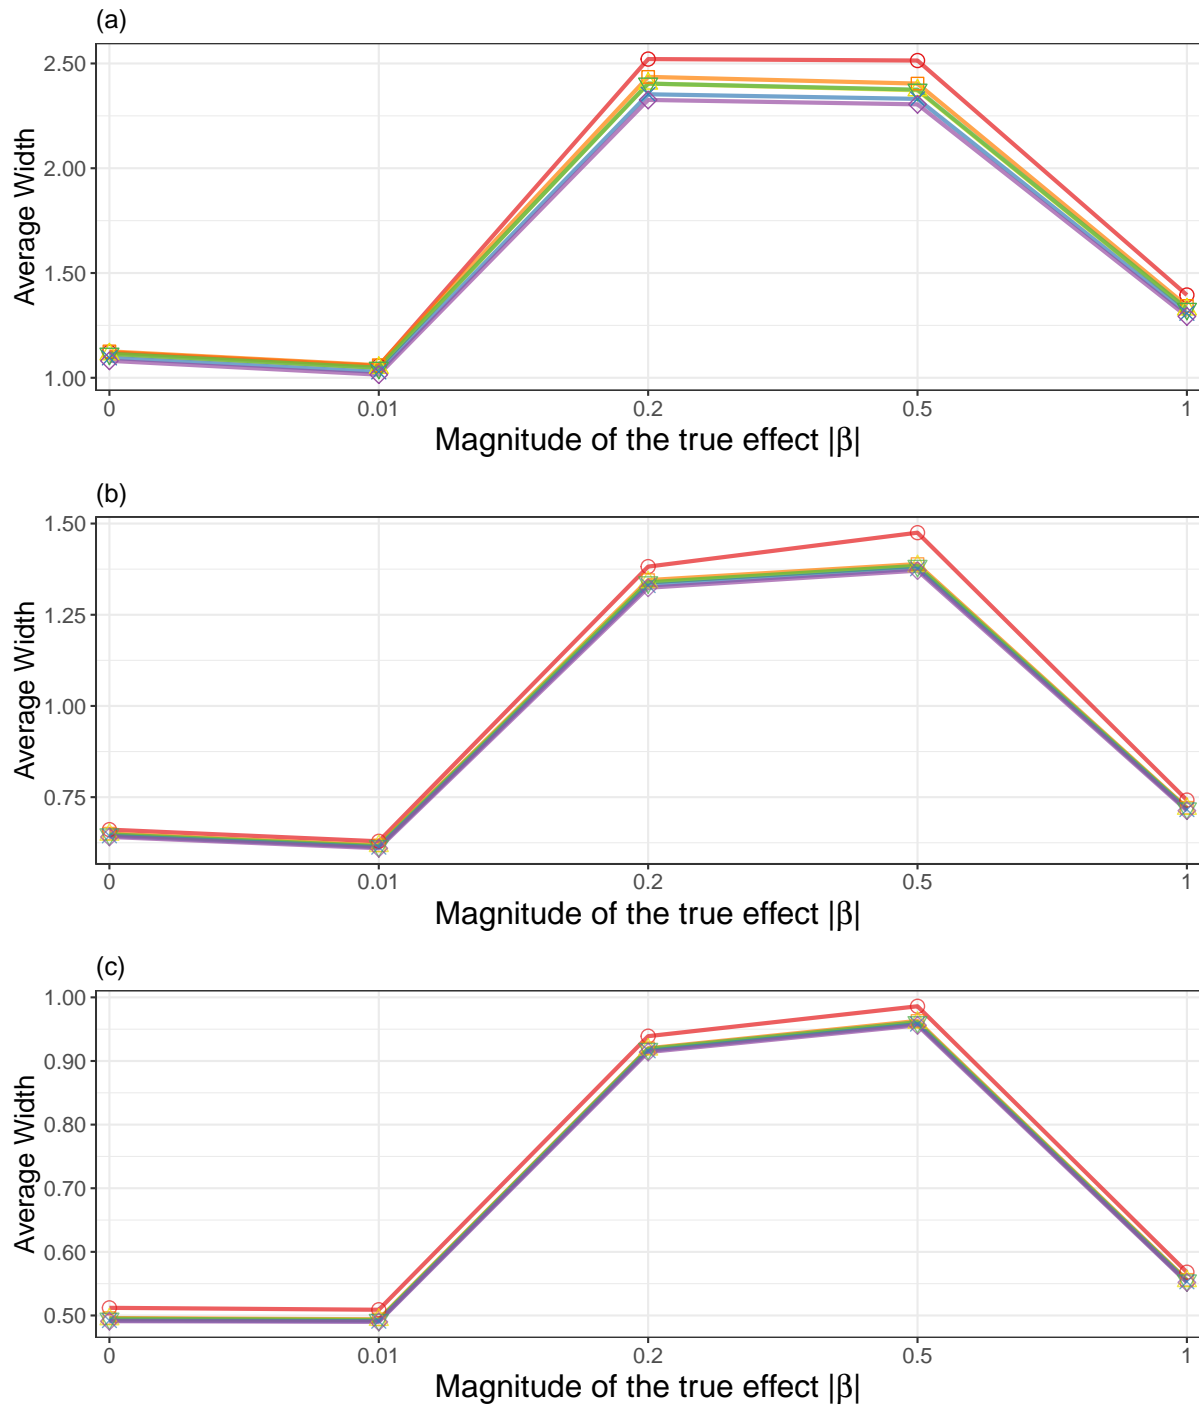 (a)
2.50
2.00
1.50
1.00
Average Width
0 0.01 0.2 0.5 1
Magnitude of the true effect |β|
(b)
1.50
1.25
1.00
0.75
Average Width
0 0.01 0.2 0.5 1
Magnitude of the true effect |β|
(c)
1.00
0.90
0.80
0.70
0.60
0.50
Average Width
0 0.01 0.2 0.5 1
Magnitude of the true effect |β|